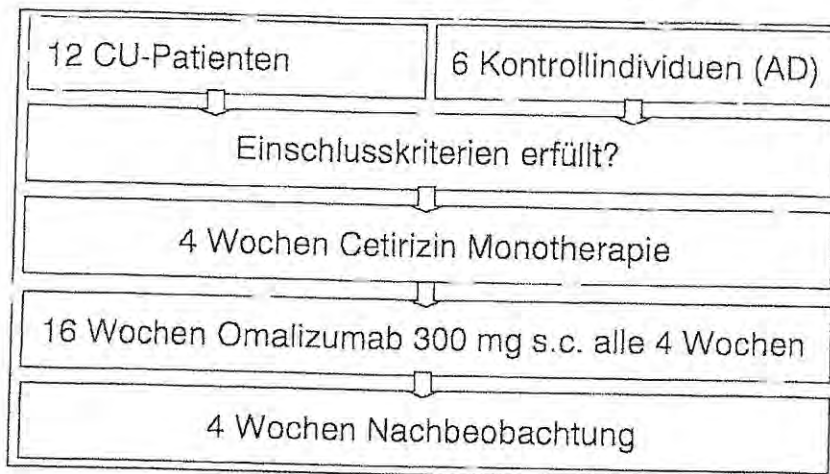 12 CU-Patienten
6 Kontrollindividuen (AD)
Einschlusskriterien erfüllt?
4 Wochen Cetirizin Monotherapie
16 Wochen Omalizumab 300 mg s.c. alle 4 Wochen
4 Wochen Nachbeobachtung